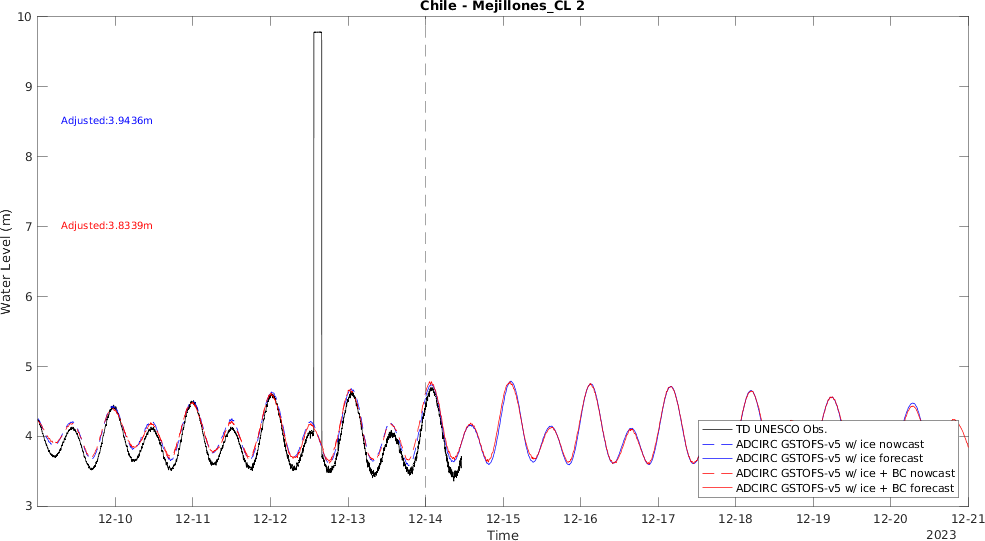 Chile - Mejillones_CL 2
10
9
8
7
6
5
4
3
Water Level (m)
Adjusted:3.9436m
Adjusted:3.8339m
TD UNESCO Obs.
ADCIRC GSTOFS-v5 w/ ice nowcast
ADCIRC GSTOFS-v5 w/ ice forecast
ADCIRC GSTOFS-v5 w/ ice + BC nowcast
ADCIRC GSTOFS-v5 w/ ice + BC forecast
12-10 12-11 12-12 12-13 12-14 12-15 12-16 12-17 12-18 12-19 12-20 12-21
Time
2023